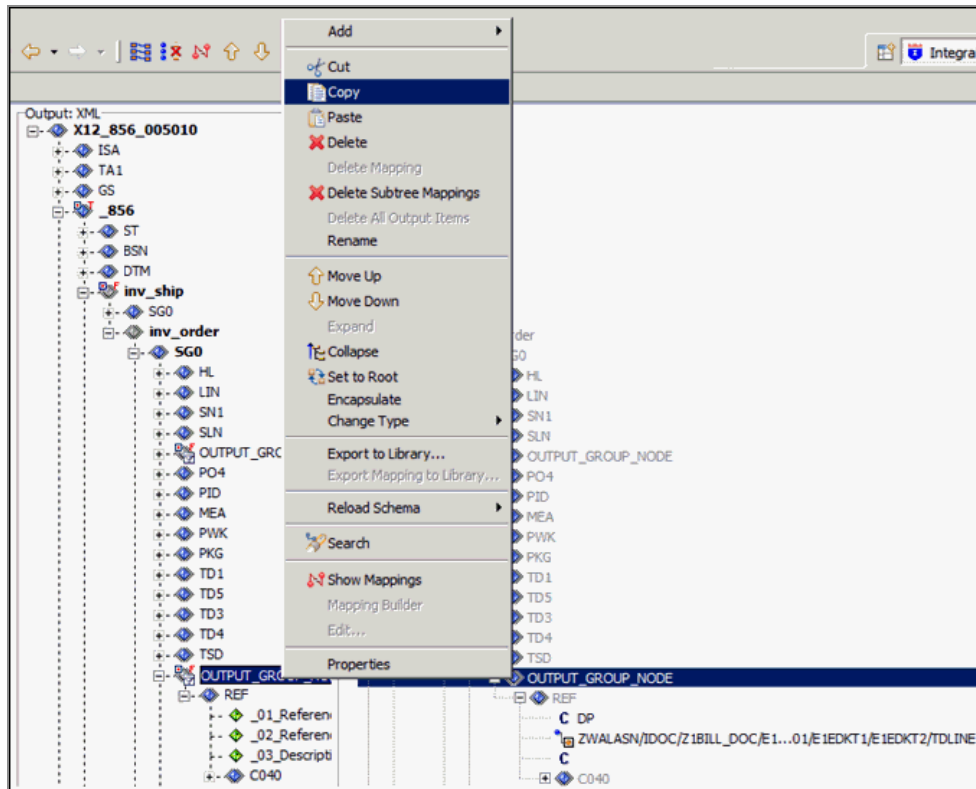 Integra
Output: XML
X12_856_005010
ISA
TA1
GS
_856
ST
BSN
DTM
inv_ship
SG0
inv_order
SG0
HL
LIN
SN1
SLN
OUTPUT_GRC
PO4
PID
MEA
PWK
PKG
TD1
TD5
TD3
TD4
TSD
REF
_01_Referen
_02_Referen
_03_Descripti
C040
Add
Cut
Copy
Paste
Delete
Delete Mapping
Delete Subtree Mappings
Delete All Output Items
Rename
Move Up
Move Down
Expand
Collapse
Set to Root
Encapsulate
Change Type
Export to Library...
Export Mapping to Library...
Reload Schema
Search
Show Mappings
Mapping Builder
Edit...
Properties
HL
LIN
SN1
SLN
OUTPUT_GROUP_NODE
PO4
PID
MEA
PWK
PKG
TD1
TD5
TD3
TD4
TSD
OUTPUT_GROUP_NODE
REF
C DP
ZWALASN/IDOC/Z1BILL_DOC/E1...01/E1EDKT1/E1EDKT2/TDLINE
C
C040